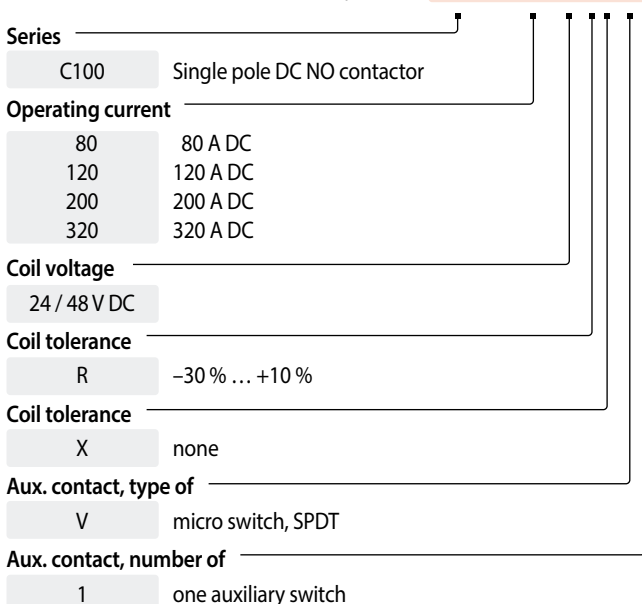 Series
C100 Single pole DC NO contactor
Operating current
80 80 A DC
120 120 A DC
200 200 A DC
320 320 A DC
Coil voltage
24 / 48 V DC
Coil tolerance
R –30 % … +10 %
Coil tolerance
X none
Aux. contact, type of
V micro switch, SPDT
Aux. contact, number of
1 one auxiliary switch